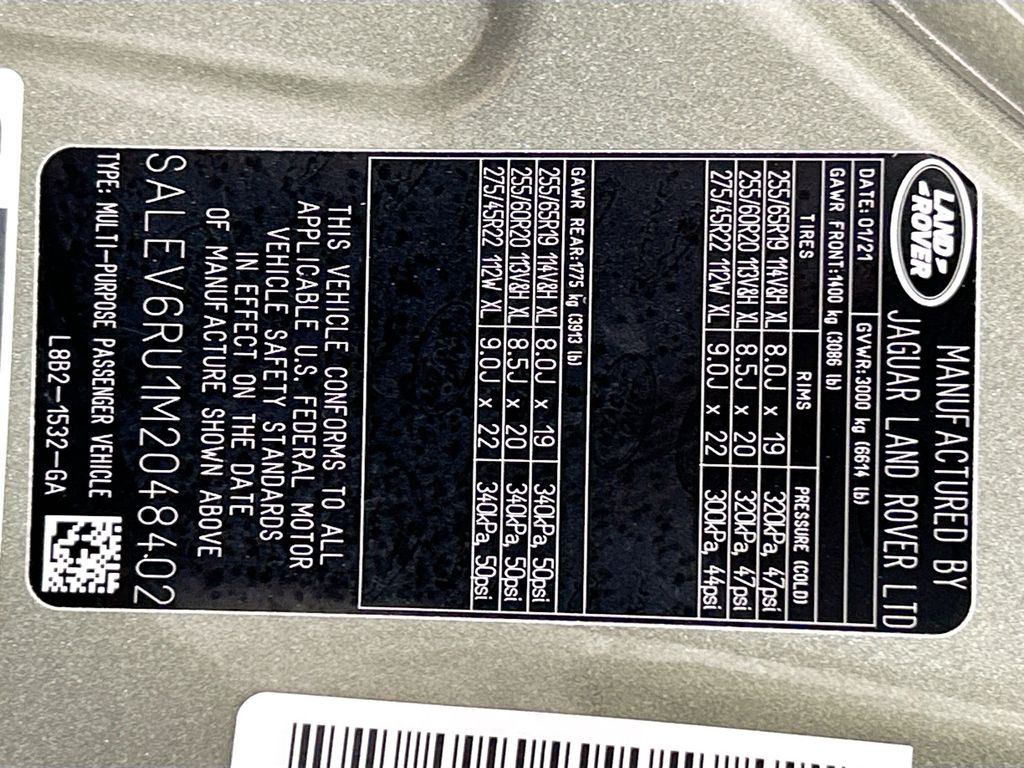 LAND
ROVER
MANUFACTURED BY
JAGUAR LAND ROVER LTD
DATE: 01/21 GVWR: 3000 kg (6614 lb)
GAWR FRONT: 1400 kg (3086 lb)
TIRES RIMS PRESSURE (COLD)
255/65R19 114V&H XL 8.0J x 19 320kPa, 47psi
255/60R20 113V&H XL 8.5J x 20 320kPa, 47psi
275/45R22 112W XL 9.0J x 22 300kPa, 44psi
GAWR REAR: 1775 kg (3913 lb)
255/65R19 114V&H XL 8.0J x 19 340kPa, 50psi
255/60R20 113V&H XL 8.5J x 20 340kPa, 50psi
275/45R22 112W XL 9.0J x 22 340kPa, 50psi
THIS VEHICLE CONFORMS TO ALL
APPLICABLE U.S. FEDERAL MOTOR
VEHICLE SAFETY STANDARDS
IN EFFECT ON THE DATE
OF MANUFACTURE SHOWN ABOVE
SALEV6RU1M2048402
TYPE: MULTI-PURPOSE PASSENGER VEHICLE
L8B2-1532-GA